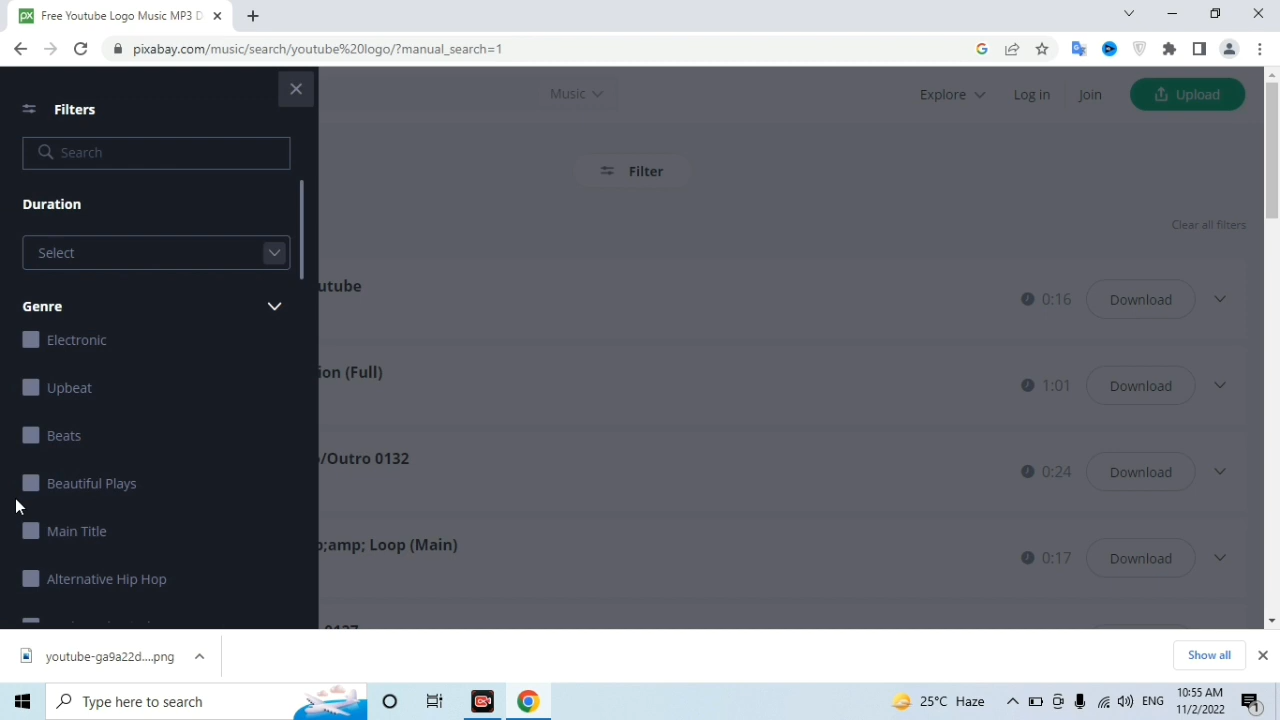 Free Youtube Logo Music MP3 D
pixabay.com/music/search/youtube%20logo/?manual_search=1
Filters
Music
Explore
Log in
Join
Upload
Search
Filter
Duration
Clear all filters
Select
utube
0:16
Download
Genre
Electronic
ion (Full)
1:01
Download
Upbeat
Beats
/Outro 0132
0:24
Download
Beautiful Plays
Main Title
;amp; Loop (Main)
0:17
Download
Alternative Hip Hop
youtube-ga9a22d....png
Show all
Type here to search
25°C Haze
ENG
10:55 AM
11/2/2022
1